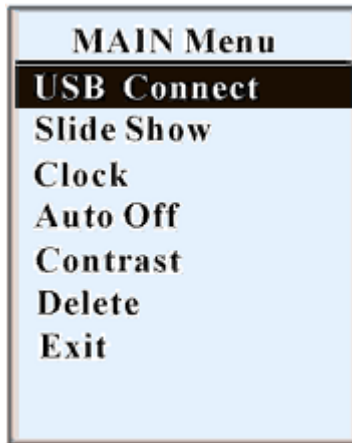 MAIN Menu
USB Connect
Slide Show
Clock
Auto Off
Contrast
Delete
Exit